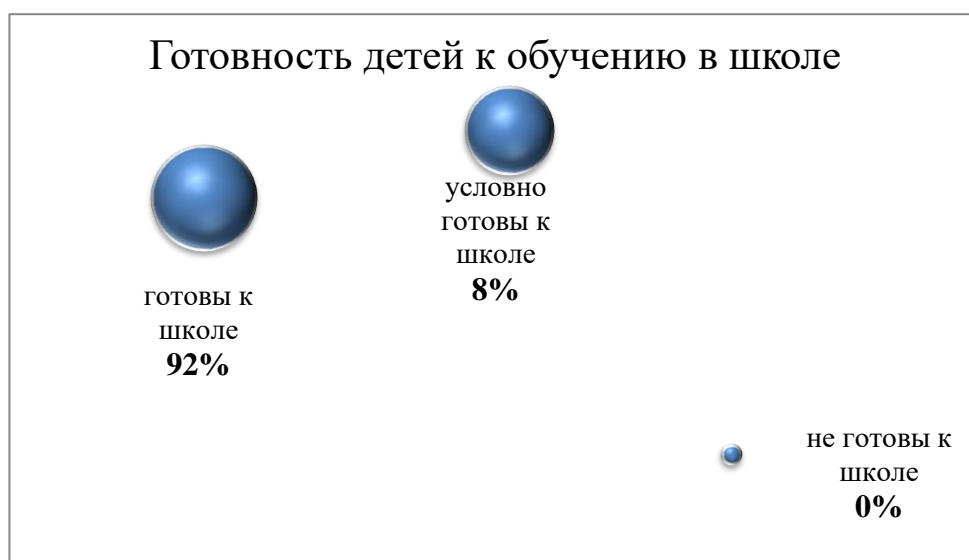 Готовность детей к обучению в школе
условно
готовы к
школе
8%
готовы к
школе
92%
не готовы к
школе
0%